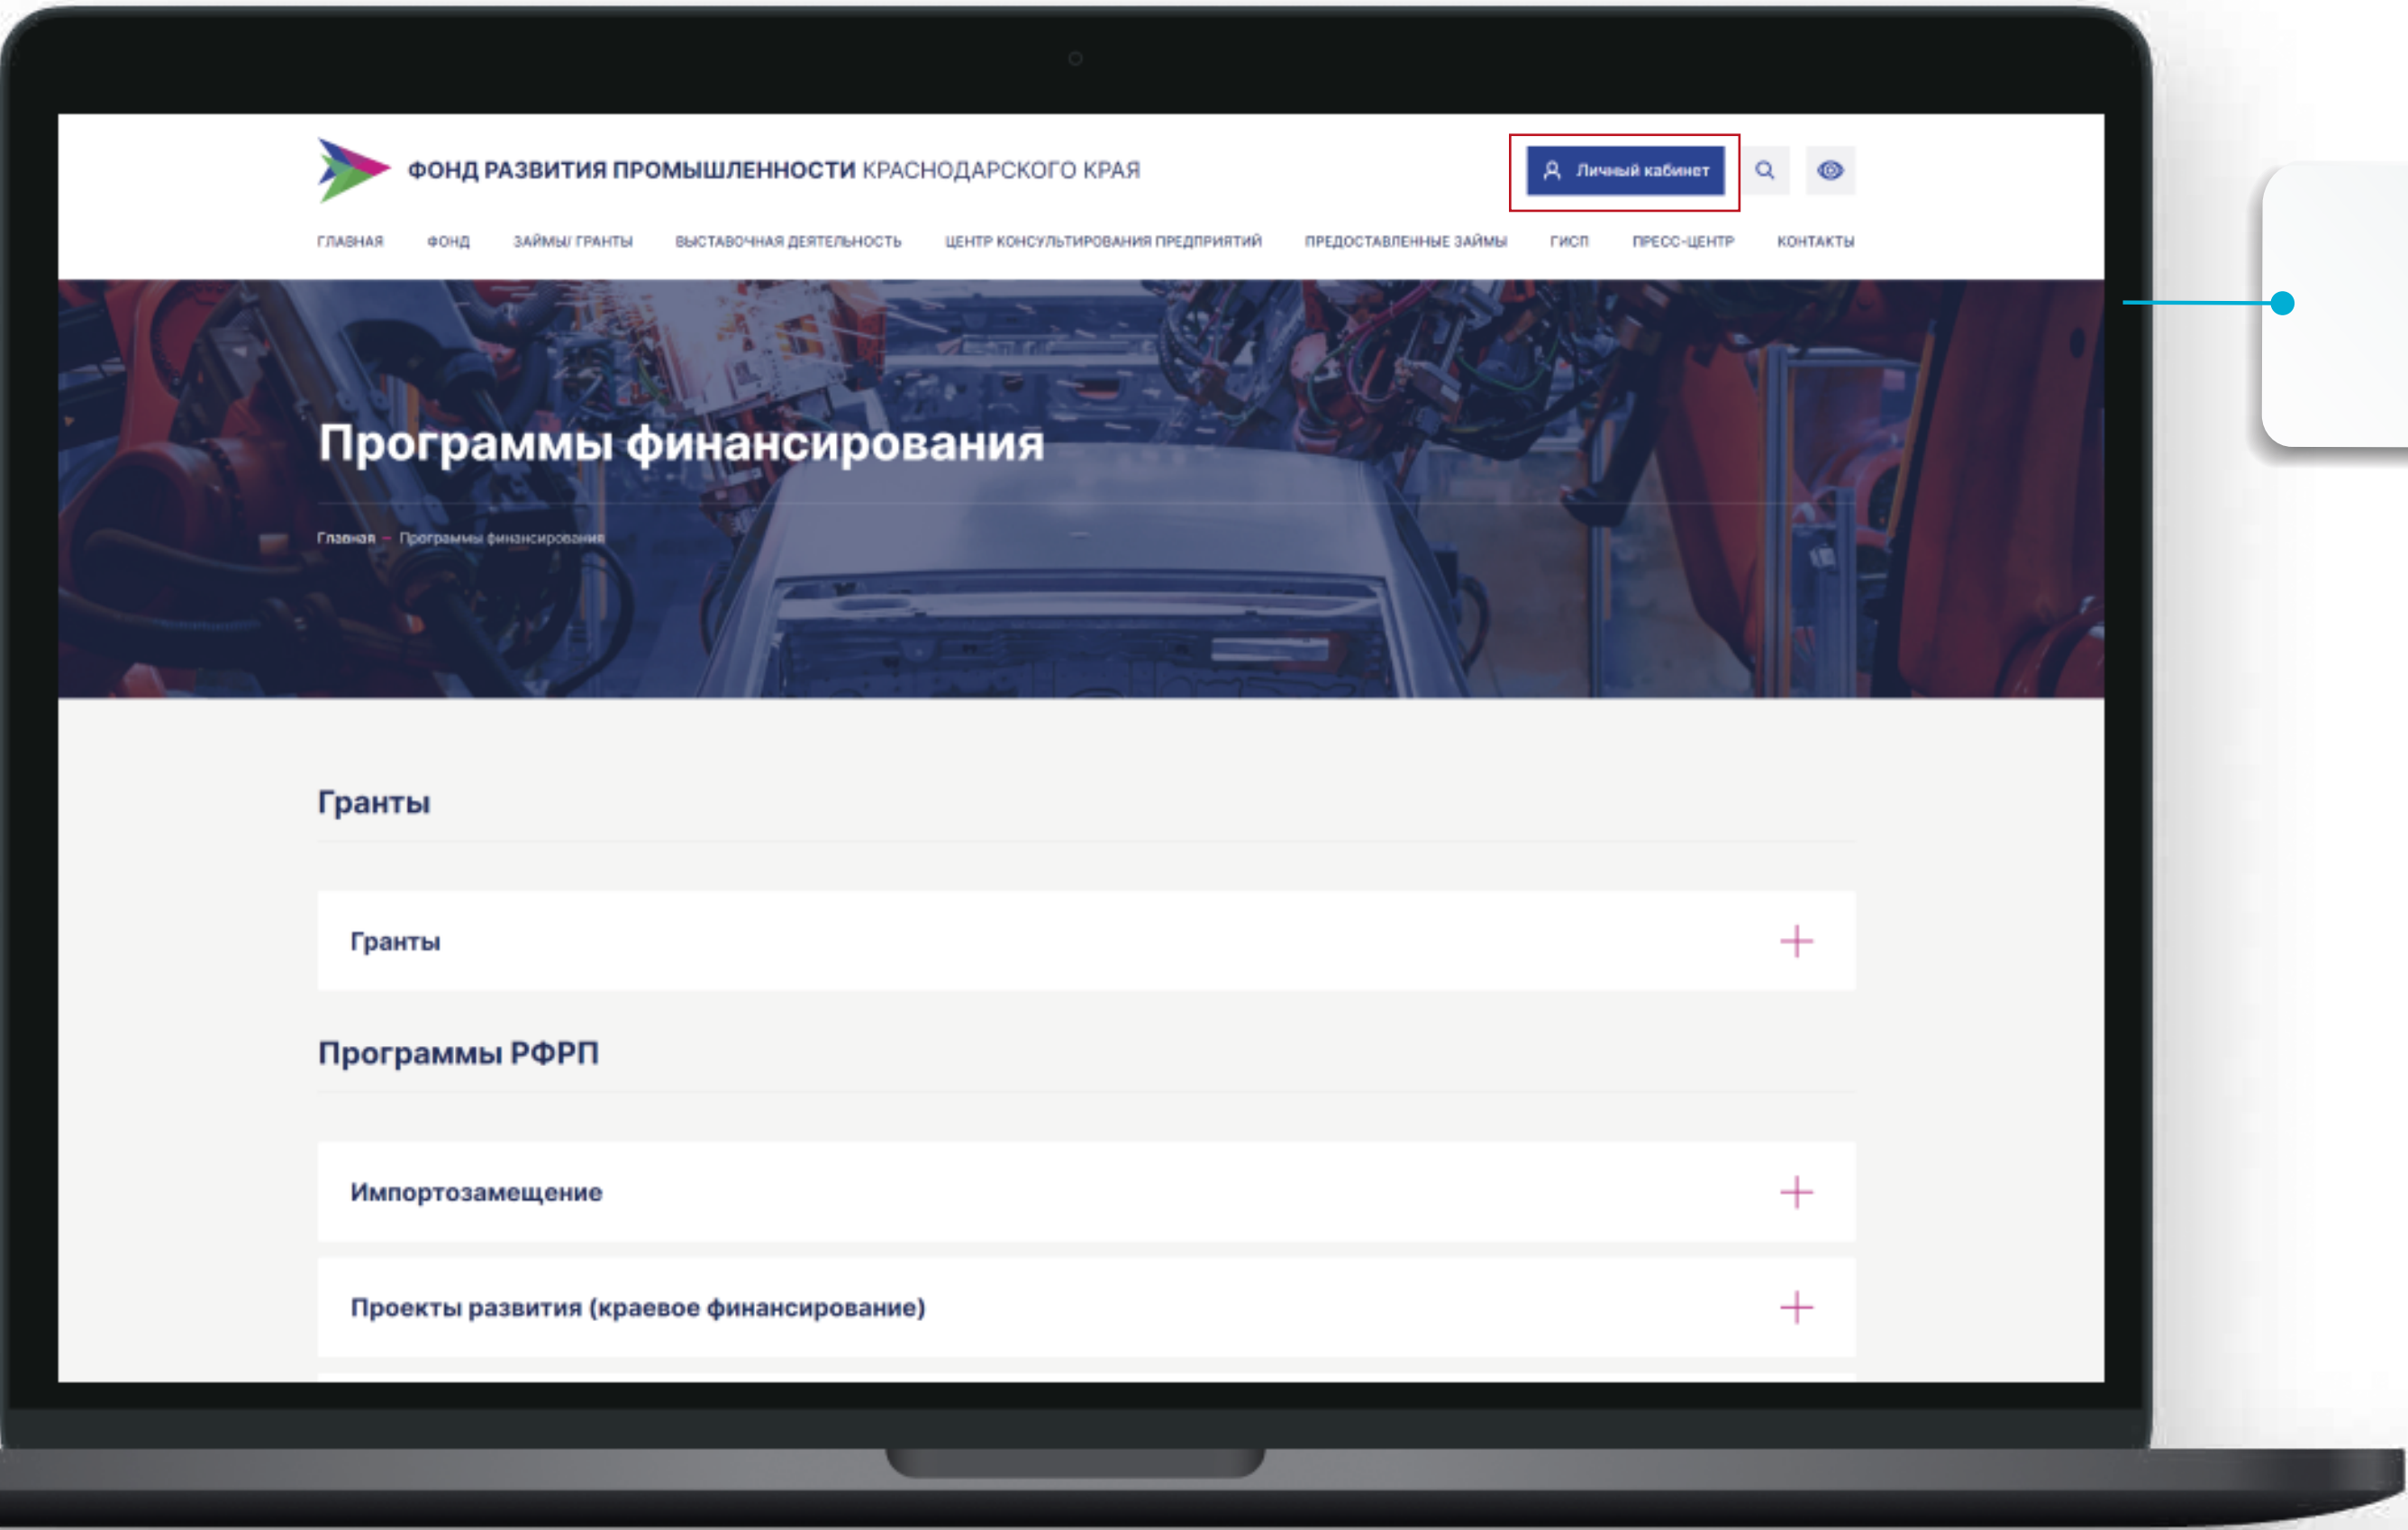 ФОНД РАЗВИТИЯ ПРОМЫШЛЕННОСТИ КРАСНОДАРСКОГО КРАЯ
Личный кабинет
ГЛАВНАЯ ФОНД ЗАЙМЫ/ ГРАНТЫ ВЫСТАВОЧНАЯ ДЕЯТЕЛЬНОСТЬ ЦЕНТР КОНСУЛЬТИРОВАНИЯ ПРЕДПРИЯТИЙ ПРЕДОСТАВЛЕННЫЕ ЗАЙМЫ ГИСП ПРЕСС-ЦЕНТР КОНТАКТЫ
Программы финансирования
Главная — Программы финансирования
Гранты
Гранты
Программы РФРП
Импортозамещение
Проекты развития (краевое финансирование)